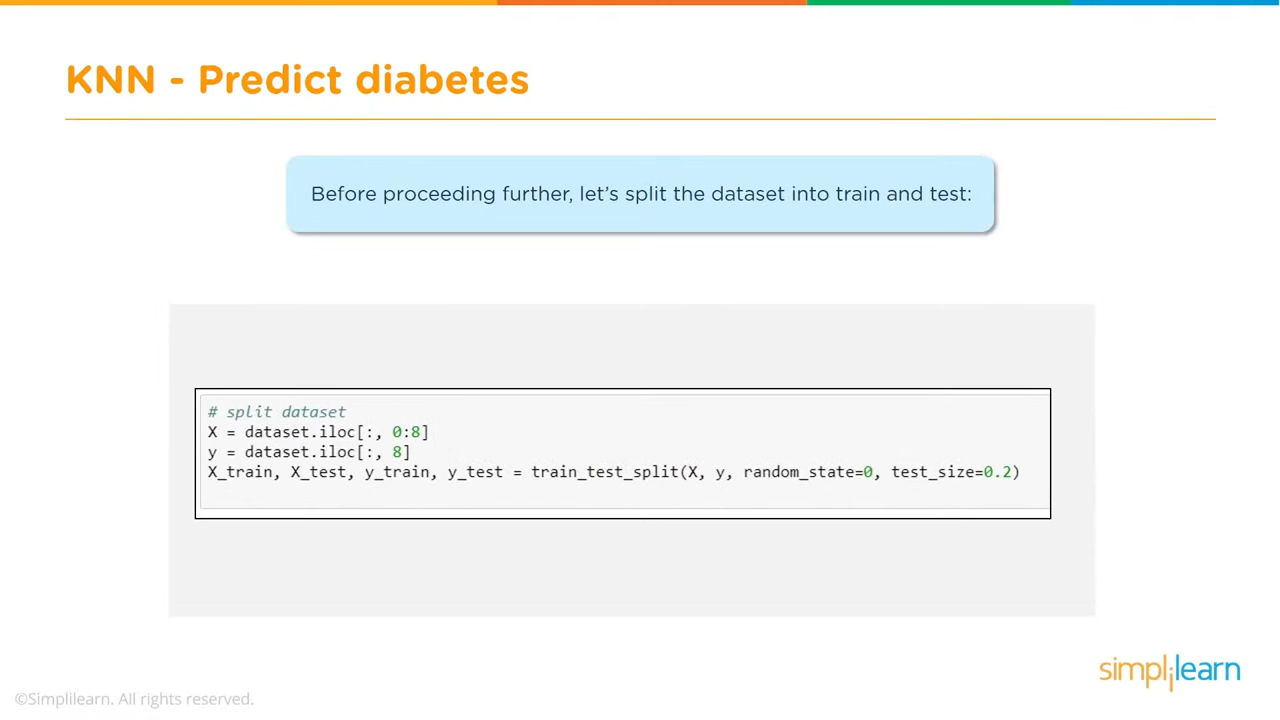 KNN - Predict diabetes
Before proceeding further, let’s split the dataset into train and test:
# split dataset
X = dataset.iloc[:, 0:8]
y = dataset.iloc[:, 8]
X_train, X_test, y_train, y_test = train_test_split(X, y, random_state=0, test_size=0.2)
simplilearn
©Simplilearn. All rights reserved.